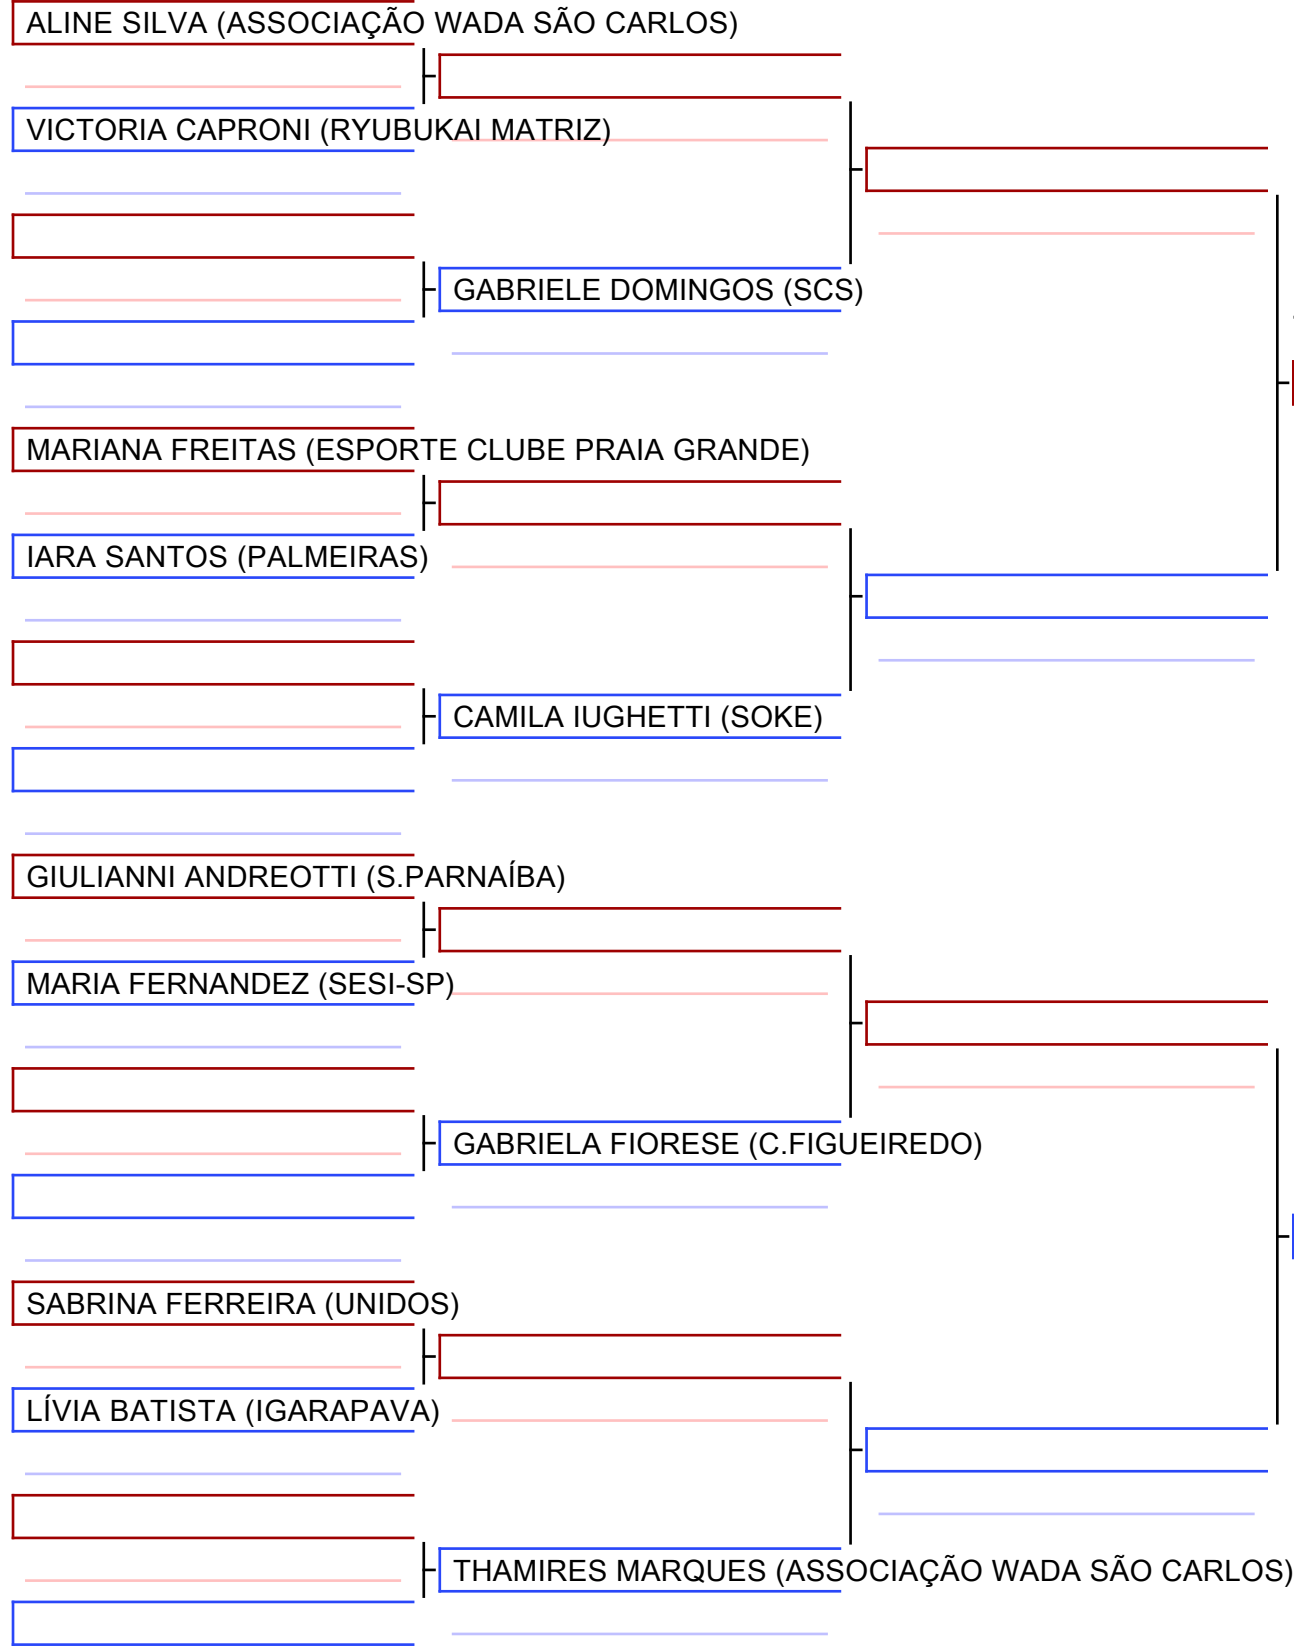 ALINE SILVA (ASSOCIAÇÃO WADA SÃO CARLOS)
VICTORIA CAPRONI (RYUBUKAI MATRIZ)
GABRIELE DOMINGOS (SCS)
MARIANA FREITAS (ESPORTE CLUBE PRAIA GRANDE)
IARA SANTOS (PALMEIRAS)
CAMILA IUGHETTI (SOKE)
GIULIANNI ANDREOTTI (S.PARNAÍBA)
MARIA FERNANDEZ (SESI-SP)
GABRIELA FIORESE (C.FIGUEIREDO)
SABRINA FERREIRA (UNIDOS)
LÍVIA BATISTA (IGARAPAVA)
THAMIRES MARQUES (ASSOCIAÇÃO WADA SÃO CARLOS)